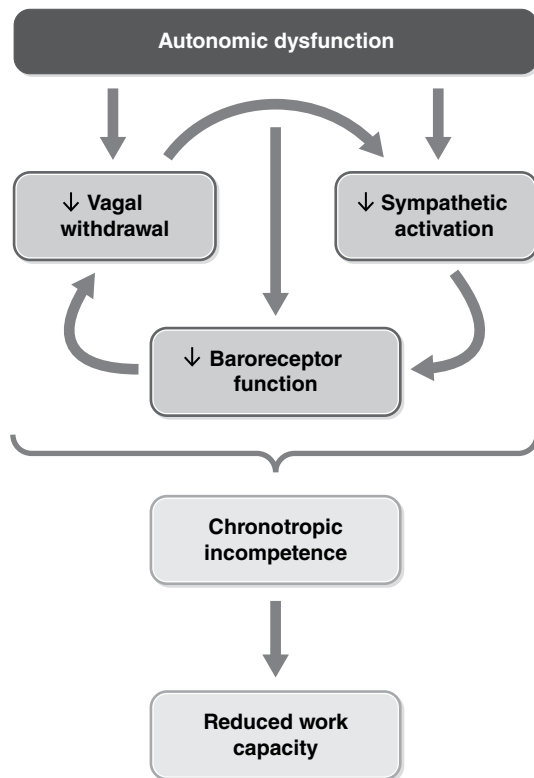 Autonomic dysfunction
↓ Vagal
withdrawal
↓ Sympathetic
activation
↓ Baroreceptor
function
Chronotropic
incompetence
Reduced work
capacity